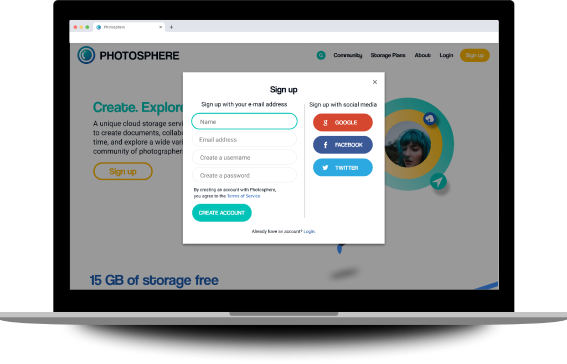 Photosphere
PHOTOSPHERE
Community Storage Plans About Login Sign up
Create. Explore
A unique cloud storage servic
to create documents, collab
time, and explore a wide vari
community of photographer
Sign up
15 GB of storage free
Sign up
Sign up with your e-mail address
Name
Email address
Create a username
Create a password
By creating an account with Photosphere,
you agree to the Terms of Service
CREATE ACCOUNT
Sign up with social media
g GOOGLE
f FACEBOOK
TWITTER
Already have an account? Login.